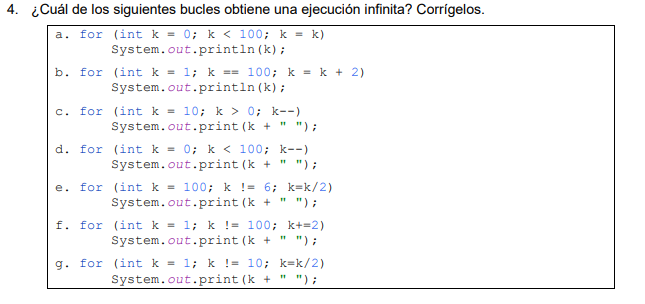 4. ¿Cuál de los siguientes bucles obtiene una ejecución infinita? Corrígelos.
a. for (int k = 0; k < 100; k = k)
System.out.println(k);
b. for (int k = 1; k == 100; k = k + 2)
System.out.println(k);
c. for (int k = 10; k > 0; k--)
System.out.print(k + " ");
d. for (int k = 0; k < 100; k--)
System.out.print(k + " ");
e. for (int k = 100; k != 6; k=k/2)
System.out.print(k + " ");
f. for (int k = 1; k != 100; k+=2)
System.out.print(k + " ");
g. for (int k = 1; k != 10; k=k/2)
System.out.print(k + " ");